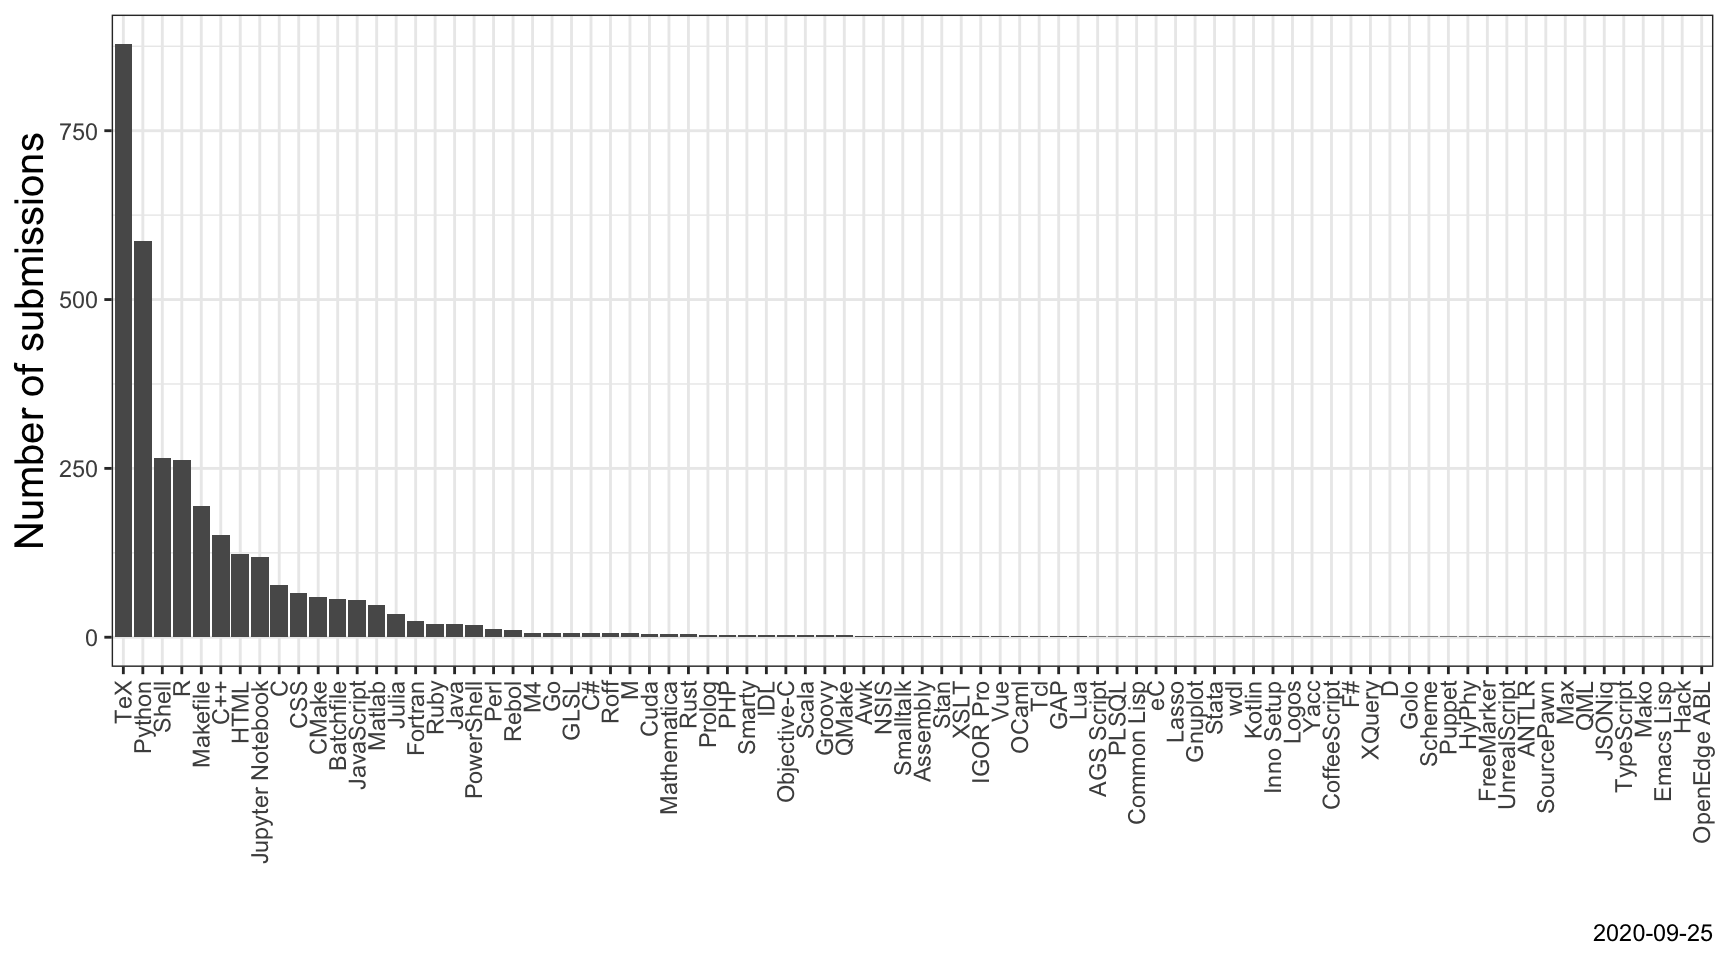 Number of submissions
750
500
250
0
TeX
Python
Shell
R
Makefile
C++
HTML
Jupyter Notebook
C
CSS
CMake
Batchfile
JavaScript
Matlab
Julia
Fortran
Ruby
Java
PowerShell
Perl
Rebol
M4
Go
GLSL
C#
Roff
M
Cuda
Mathematica
Rust
Prolog
PHP
Smarty
IDL
Objective-C
Scala
Groovy
QMake
Awk
NSIS
Smalltalk
Assembly
Stan
XSLT
IGOR Pro
Vue
OCaml
Tcl
GAP
Lua
AGS Script
PLSQL
Common Lisp
eC
Lasso
Gnuplot
Stata
wdl
Kotlin
Inno Setup
Logos
Yacc
CoffeeScript
F#
XQuery
D
Golo
Scheme
Puppet
HyPhy
FreeMarker
UnrealScript
ANTLR
SourcePawn
Max
QML
JSONiq
TypeScript
Mako
Emacs Lisp
Hack
OpenEdge ABL
2020-09-25